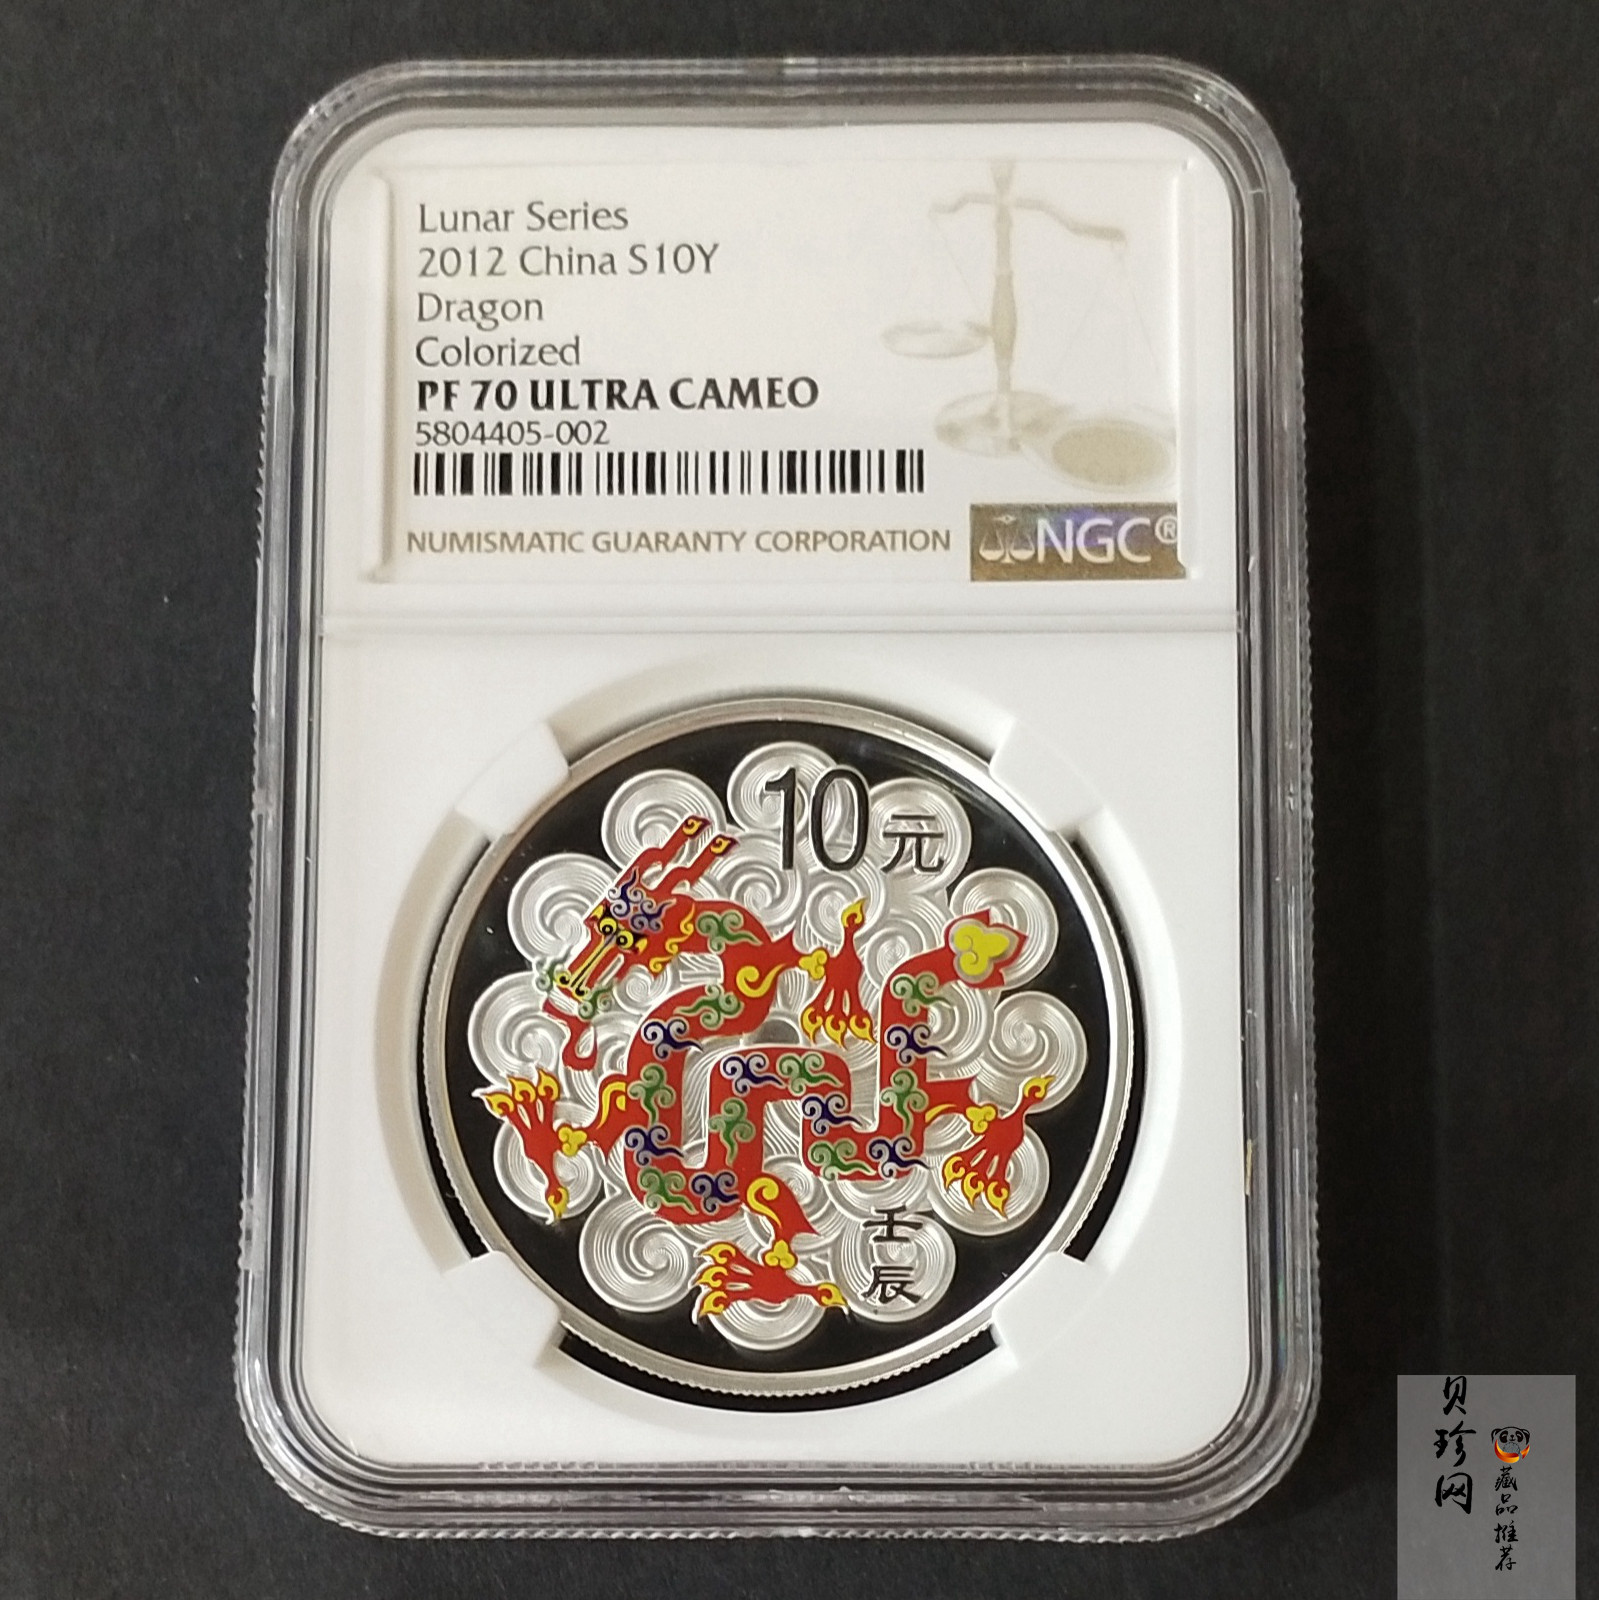 Lunar Series
2012 China S10Y
Dragon
Colorized
PF 70 ULTRA CAMEO
5804405-002
NUMISMATIC GUARANTY CORPORATION
NGC®
10元
壬辰
贝珍网
藏品推荐